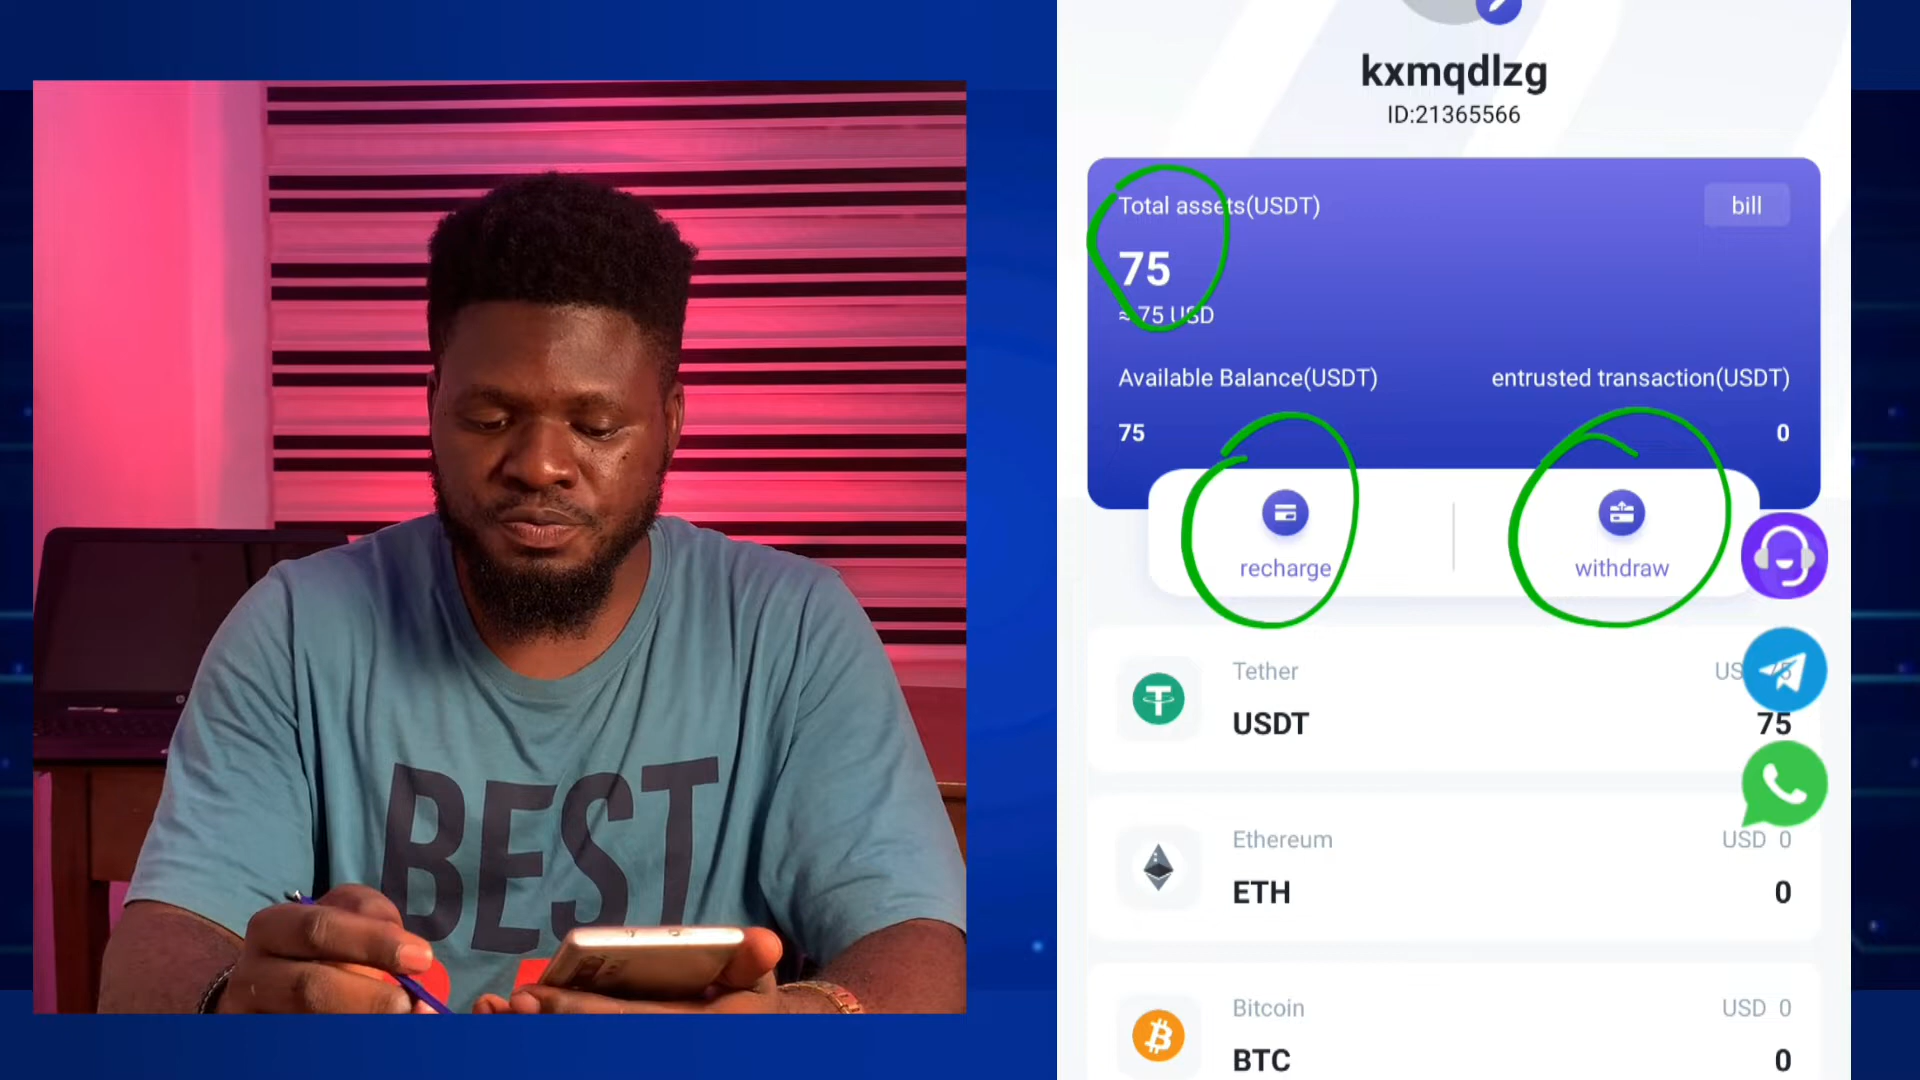 BEST
kxmqdlzg
ID:21365566
Total assets(USDT)
bill
75
≈ 75 USD
Available Balance(USDT)
entrusted transaction(USDT)
75
0
recharge
withdraw
Tether
USDT
75
Ethereum
USD 0
ETH
0
Bitcoin
USD 0
BTC
0